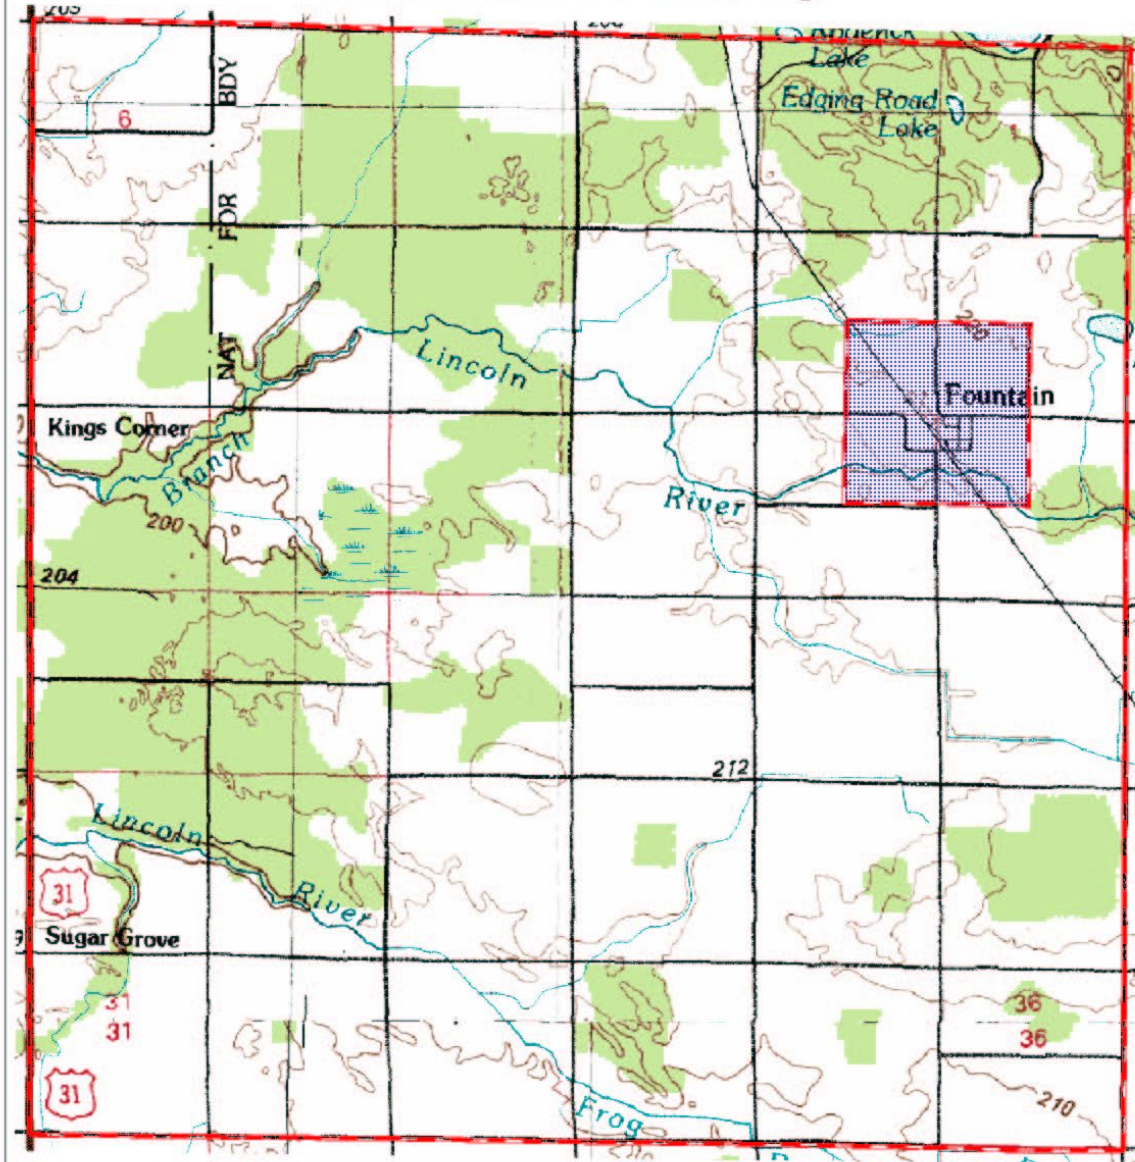 BDY
FOR
NAT
6
Lake
Edging Road
Lake
Lincoln
220
Fountain
Kings Corner
Branch
River
200
204
212
Lincoln
River
31
Sugar Grove
31
31
36
36
31
210
Frog